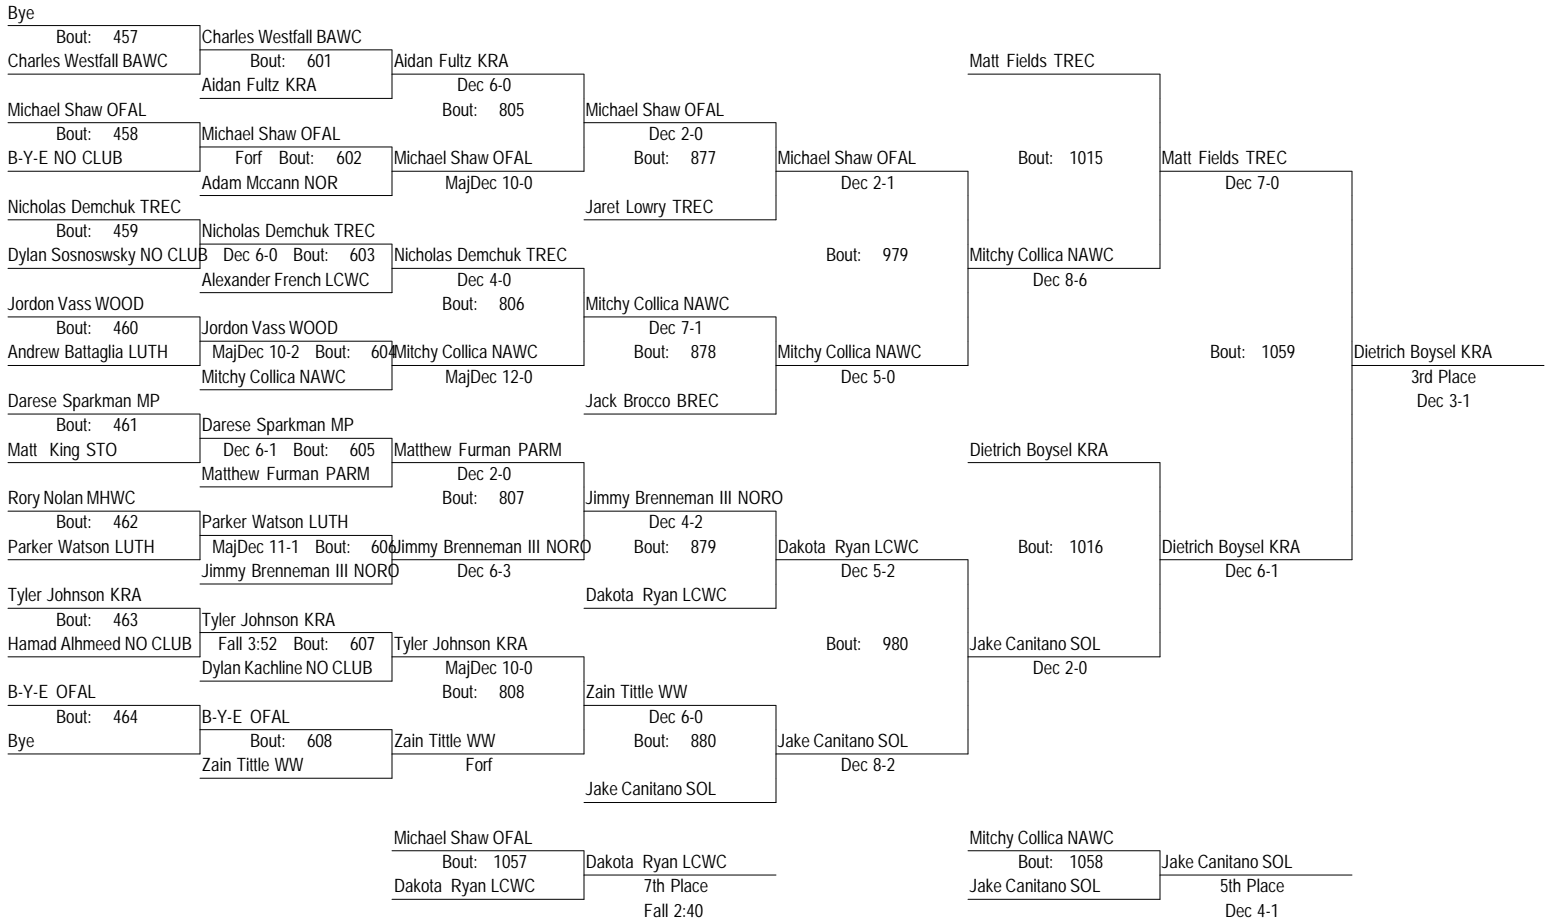 Bye
Bout: 457 Charles Westfall BAWC
Charles Westfall BAWC Bout: 601 Aidan Fultz KRA Matt Fields TREC
Aidan Fultz KRA Dec 6-0
Michael Shaw OFAL Bout: 805 Michael Shaw OFAL
Bout: 458 Michael Shaw OFAL Dec 2-0
B-Y-E NO CLUB Forf Bout: 602 Michael Shaw OFAL Bout: 877 Michael Shaw OFAL Bout: 1015 Matt Fields TREC
Adam Mccann NOR MajDec 10-0 Dec 2-1 Dec 7-0
Nicholas Demchuk TREC Jaret Lowry TREC
Bout: 459 Nicholas Demchuk TREC
Dylan Sosnoswsky NO CLUB Dec 6-0 Bout: 603 Nicholas Demchuk TREC Bout: 979 Mitchy Collica NAWC
Alexander French LCWC Dec 4-0 Dec 8-6
Jordon Vass WOOD Bout: 806 Mitchy Collica NAWC
Bout: 460 Jordon Vass WOOD Dec 7-1
Andrew Battaglia LUTH MajDec 10-2 Bout: 604 Mitchy Collica NAWC Bout: 878 Mitchy Collica NAWC Bout: 1059 Dietrich Boysel KRA
Mitchy Collica NAWC MajDec 12-0 Dec 5-0 3rd Place
Darese Sparkman MP Jack Brocco BREC Dec 3-1
Bout: 461 Darese Sparkman MP
Matt King STO Dec 6-1 Bout: 605 Matthew Furman PARM Dietrich Boysel KRA
Matthew Furman PARM Dec 2-0
Rory Nolan MHWC Bout: 807 Jimmy Brenneman III NORO
Bout: 462 Parker Watson LUTH Dec 4-2
Parker Watson LUTH MajDec 11-1 Bout: 606 Jimmy Brenneman III NORO Bout: 879 Dakota Ryan LCWC Bout: 1016 Dietrich Boysel KRA
Jimmy Brenneman III NORO Dec 6-3 Dec 5-2 Dec 6-1
Tyler Johnson KRA Dakota Ryan LCWC
Bout: 463 Tyler Johnson KRA
Hamad Alhmeed NO CLUB Fall 3:52 Bout: 607 Tyler Johnson KRA Bout: 980 Jake Canitano SOL
Dylan Kachline NO CLUB MajDec 10-0 Dec 2-0
B-Y-E OFAL Bout: 808 Zain Tittle WW
Bout: 464 B-Y-E OFAL Dec 6-0
Bye Bout: 608 Zain Tittle WW Bout: 880 Jake Canitano SOL
Zain Tittle WW Forf Dec 8-2
Jake Canitano SOL
Michael Shaw OFAL Mitchy Collica NAWC
Bout: 1057 Dakota Ryan LCWC Bout: 1058 Jake Canitano SOL
Dakota Ryan LCWC 7th Place Jake Canitano SOL 5th Place
Fall 2:40 Dec 4-1